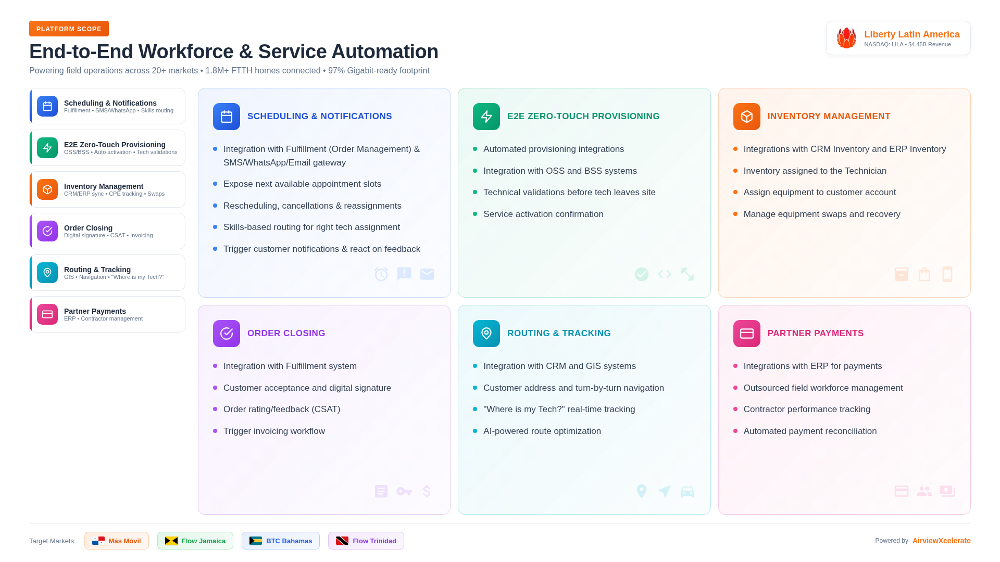 PLATFORM SCOPE
End-to-End Workforce & Service Automation
Powering field operations across 20+ markets • 1.8M+ FTTH homes connected • 97% Gigabit-ready footprint
Liberty Latin America
NASDAQ: LILA • $4.45B Revenue
Scheduling & Notifications
Fulfillment • SMS/WhatsApp • Skills routing
E2E Zero-Touch Provisioning
OSS/BSS • Auto activation • Tech validations
Inventory Management
CRM/ERP sync • CPE tracking • Swaps
Order Closing
Digital signature • CSAT • Invoicing
Routing & Tracking
GIS • Navigation • "Where is my Tech?"
Partner Payments
ERP • Contractor management
SCHEDULING & NOTIFICATIONS
Integration with Fulfillment (Order Management) &
SMS/WhatsApp/Email gateway
Expose next available appointment slots
Rescheduling, cancellations & reassignments
Skills-based routing for right tech assignment
Trigger customer notifications & react on feedback
E2E ZERO-TOUCH PROVISIONING
Automated provisioning integrations
Integration with OSS and BSS systems
Technical validations before tech leaves site
Service activation confirmation
INVENTORY MANAGEMENT
Integrations with CRM Inventory and ERP Inventory
Inventory assigned to the Technician
Assign equipment to customer account
Manage equipment swaps and recovery
ORDER CLOSING
Integration with Fulfillment system
Customer acceptance and digital signature
Order rating/feedback (CSAT)
Trigger invoicing workflow
ROUTING & TRACKING
Integration with CRM and GIS systems
Customer address and turn-by-turn navigation
"Where is my Tech?" real-time tracking
AI-powered route optimization
PARTNER PAYMENTS
Integrations with ERP for payments
Outsourced field workforce management
Contractor performance tracking
Automated payment reconciliation
Target Markets:
Más Móvil
Flow Jamaica
BTC Bahamas
Flow Trinidad
Powered by AirviewXcelerate